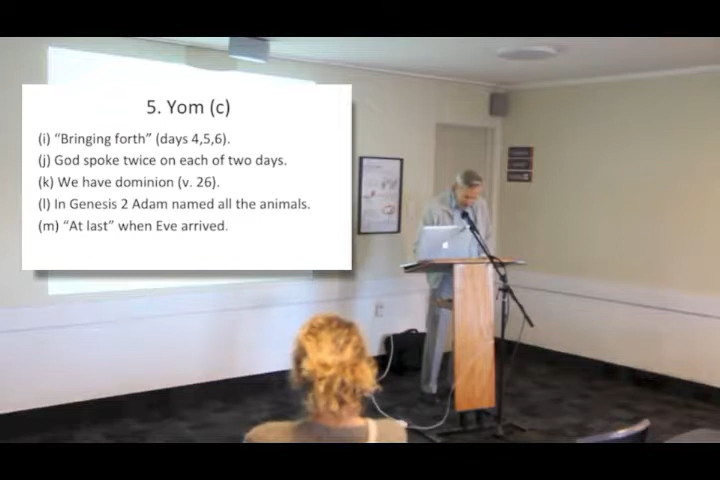 5. Yom (c)
(i) “Bringing forth” (days 4,5,6).
(j) God spoke twice on each of two days.
(k) We have dominion (v. 26).
(l) In Genesis 2 Adam named all the animals.
(m) “At last” when Eve arrived.